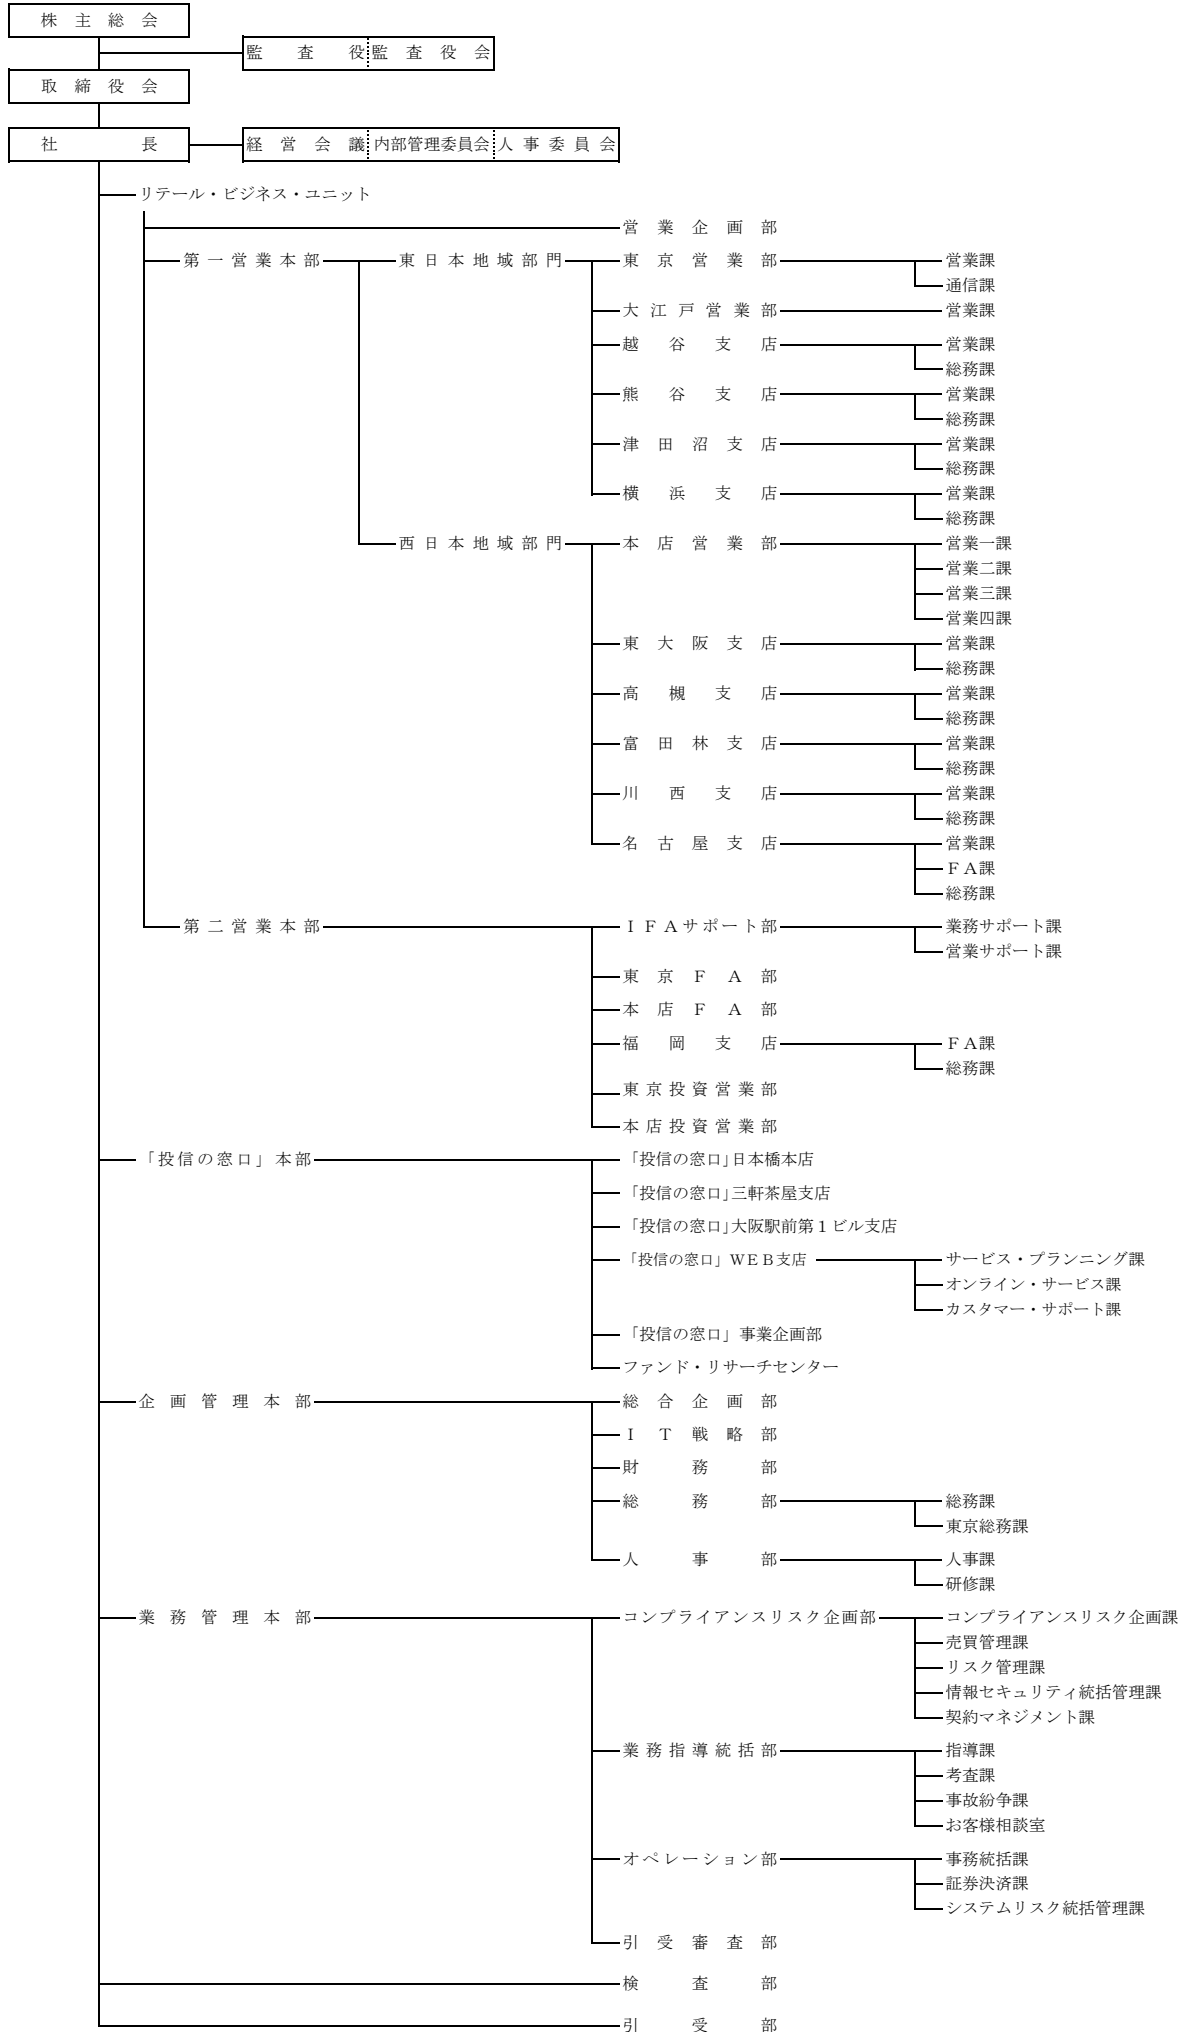 株主総会
監査役 監査役会
取締役会
社長 経営会議 内部管理委員会 人事委員会
リテール・ビジネス・ユニット
営業企画部
第一営業本部 東日本地域部門 東京営業部 営業課
通信課
大江戸営業部 営業課
越谷支店 営業課
総務課
熊谷支店 営業課
総務課
津田沼支店 営業課
総務課
横浜支店 営業課
総務課
西日本地域部門 本店営業部 営業一課
営業二課
営業三課
営業四課
東大阪支店 営業課
総務課
高槻支店 営業課
総務課
富田林支店 営業課
総務課
川西支店 営業課
総務課
名古屋支店 営業課
ＦＡ課
総務課
第二営業本部 ＩＦＡサポート部 業務サポート課
営業サポート課
東京ＦＡ部
本店ＦＡ部
福岡支店 ＦＡ課
総務課
東京投資営業部
本店投資営業部
「投信の窓口」本部 「投信の窓口」日本橋本店
「投信の窓口」三軒茶屋支店
「投信の窓口」大阪駅前第１ビル支店
「投信の窓口」ＷＥＢ支店 サービス・プランニング課
オンライン・サービス課
カスタマー・サポート課
「投信の窓口」事業企画部
ファンド・リサーチセンター
企画管理本部 総合企画部
ＩＴ戦略部
財務部
総務部 総務課
東京総務課
人事部 人事課
研修課
業務管理本部 コンプライアンスリスク企画部 コンプライアンスリスク企画課
売買管理課
リスク管理課
情報セキュリティ統括管理課
契約マネジメント課
業務指導統括部 指導課
考査課
事故紛争課
お客様相談室
オペレーション部 事務統括課
証券決済課
システムリスク統括管理課
引受審査部
検査部
引受部